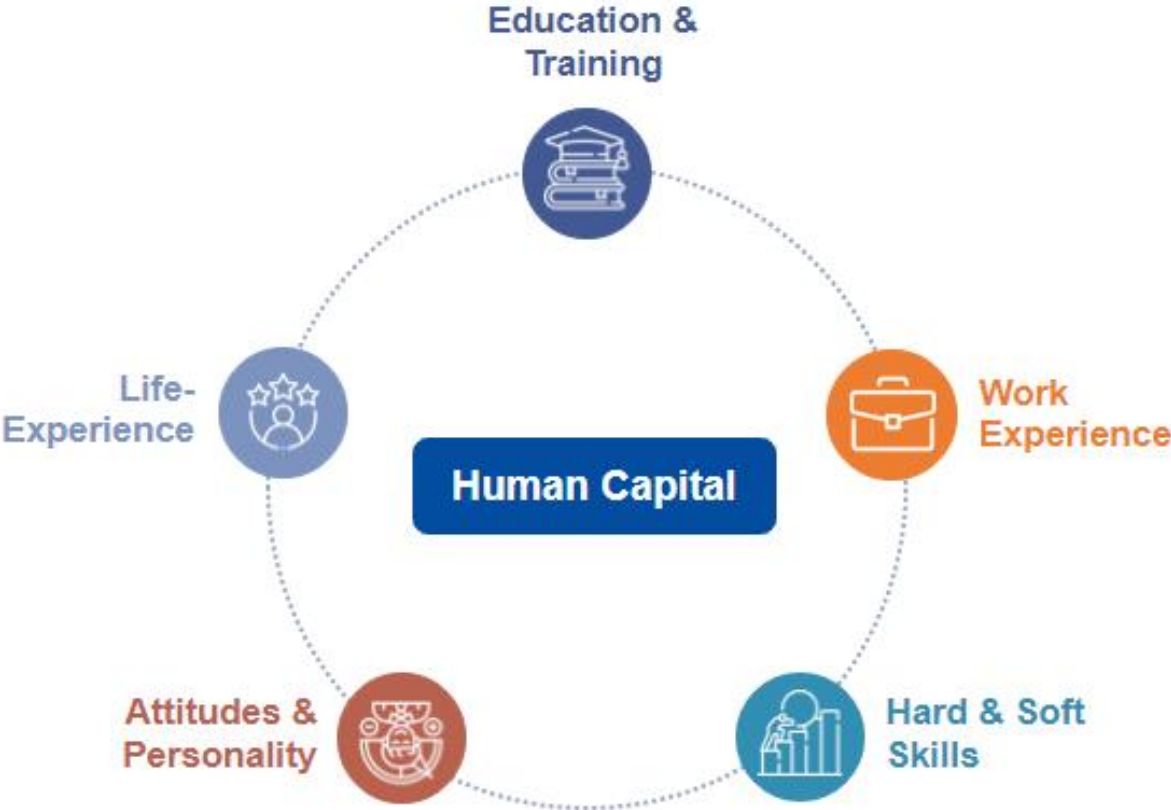 Education &
Training
Life-
Experience
Work
Experience
Human Capital
Attitudes &
Personality
Hard & Soft
Skills